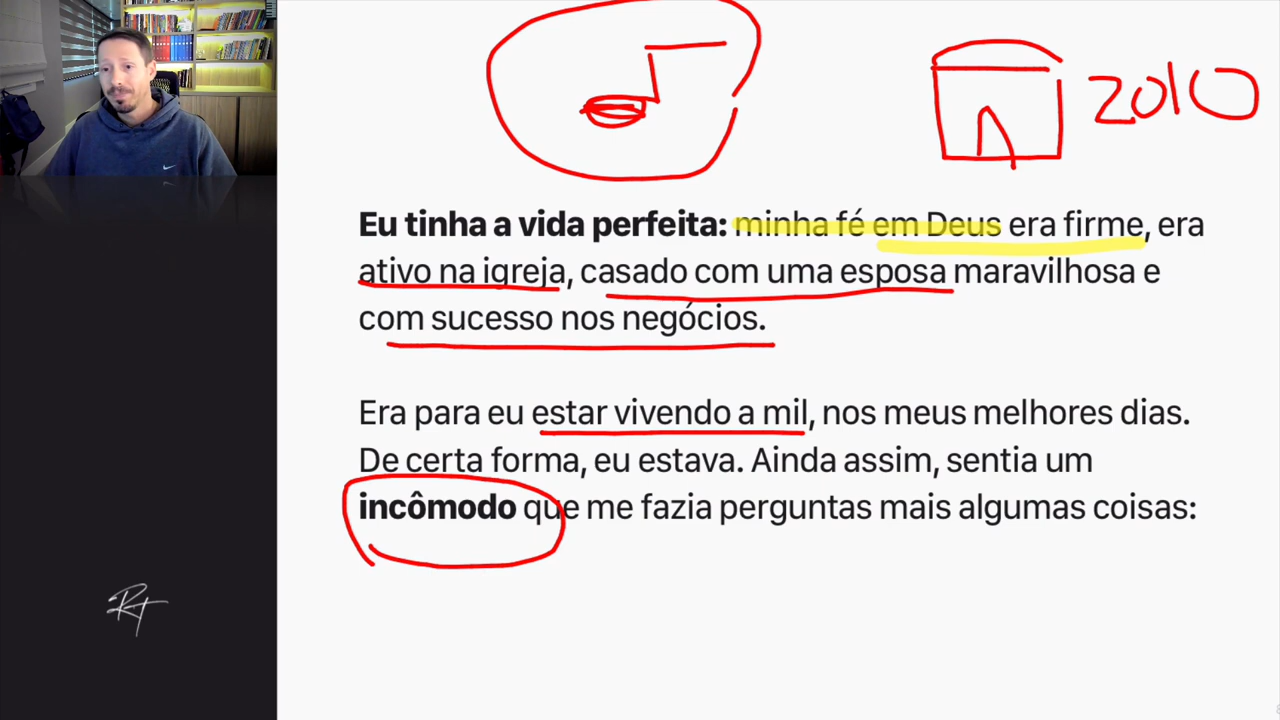 2010
Eu tinha a vida perfeita: minha fé em Deus era firme, era
ativo na igreja, casado com uma esposa maravilhosa e
com sucesso nos negócios.
Era para eu estar vivendo a mil, nos meus melhores dias.
De certa forma, eu estava. Ainda assim, sentia um
incômodo que me fazia perguntas mais algumas coisas:
RT